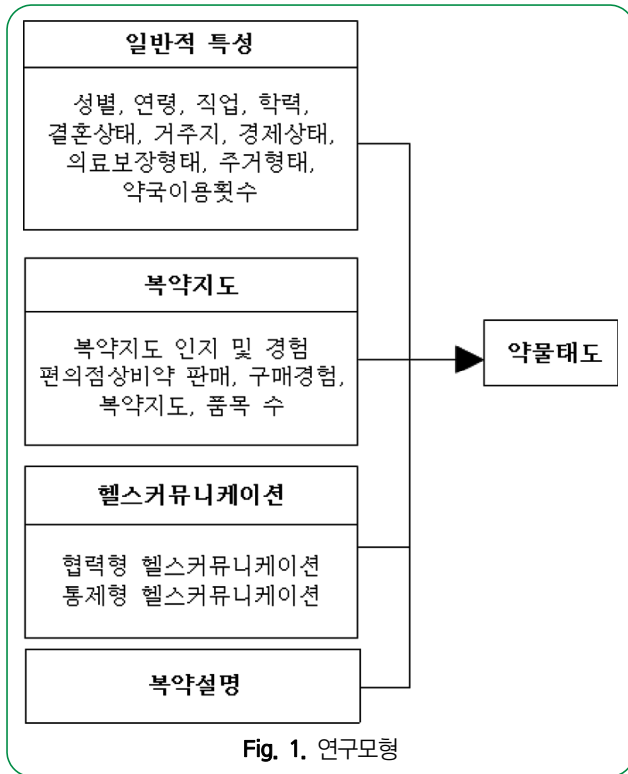 일반적 특성
성별, 연령, 직업, 학력,
결혼상태, 거주지, 경제상태,
의료보장형태, 주거형태,
약국이용횟수
복약지도
복약지도 인지 및 경험
편의점상비약 판매, 구매경험,
복약지도, 품목 수
헬스커뮤니케이션
협력형 헬스커뮤니케이션
통제형 헬스커뮤니케이션
복약설명
약물태도
Fig. 1. 연구모형